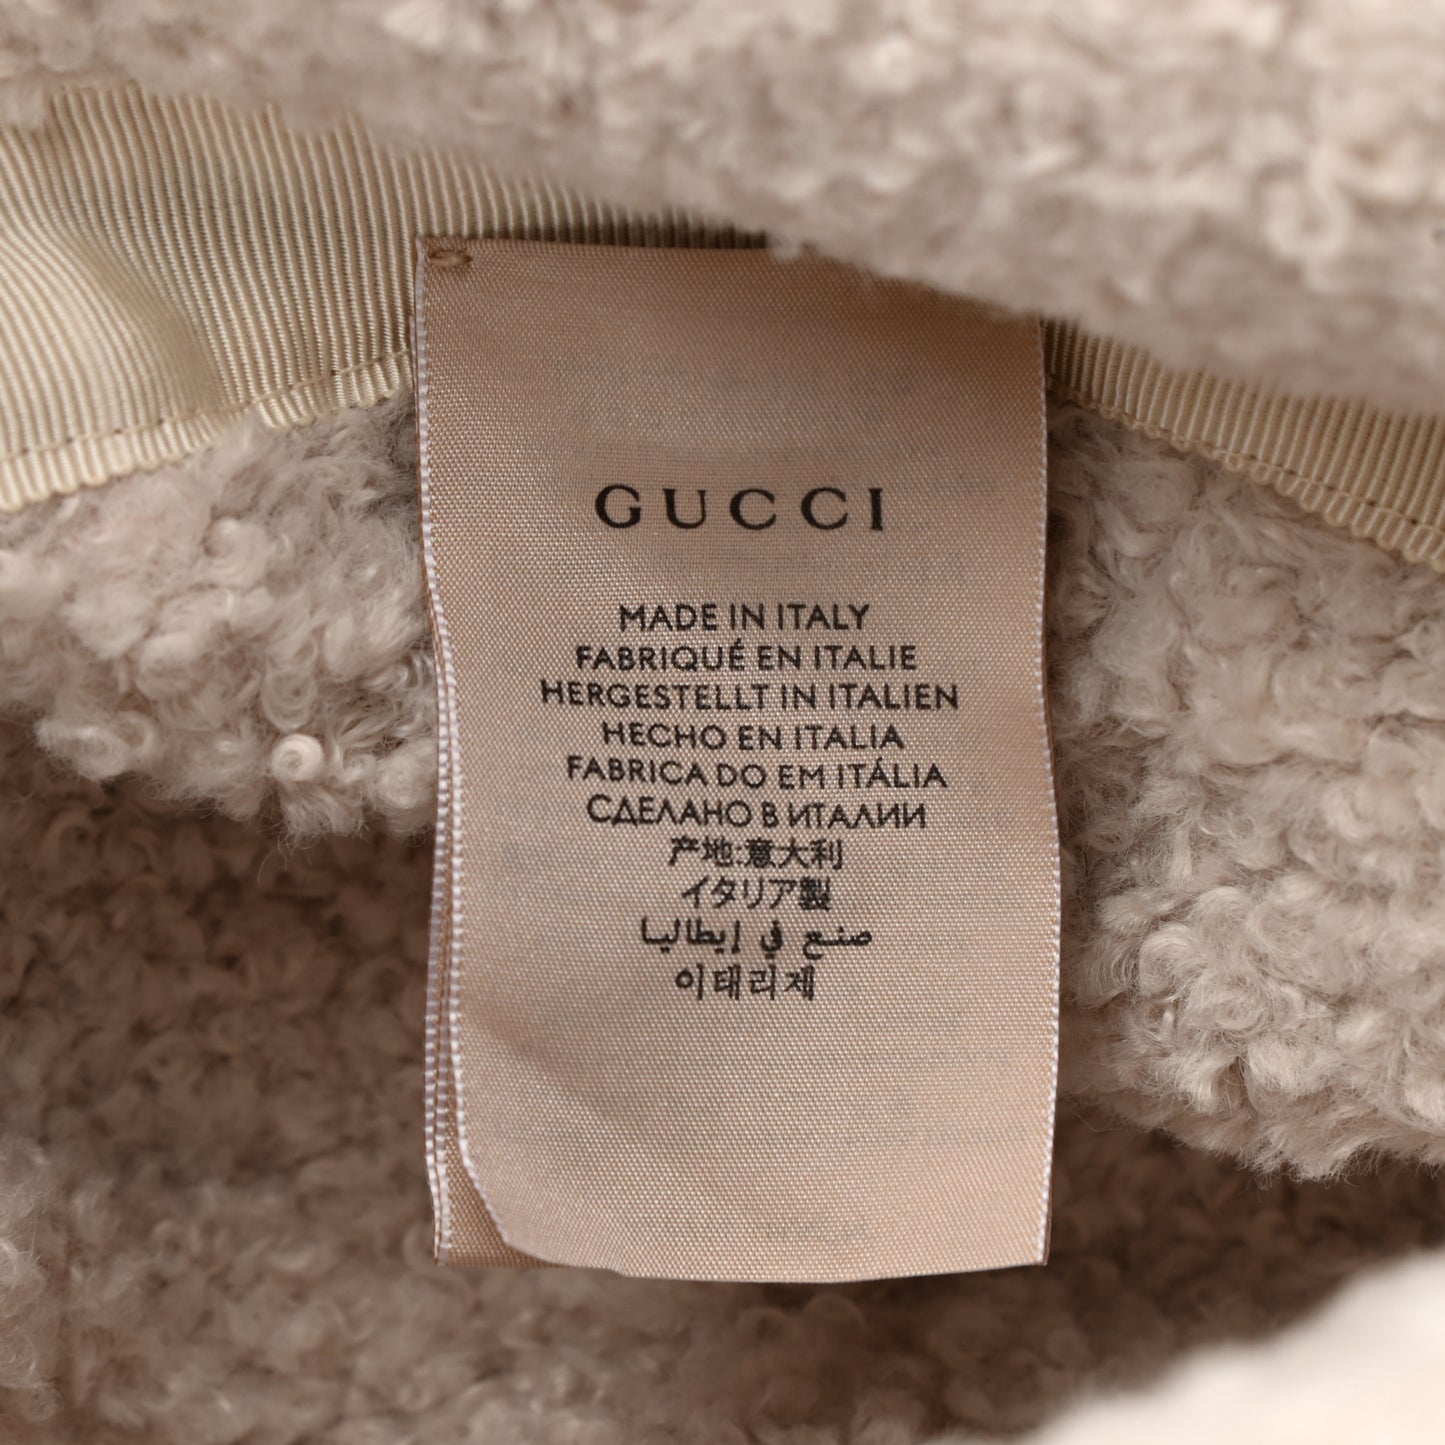 GUCCI
MADE IN ITALY
FABRIQUÉ EN ITALIE
HERGESTELLT IN ITALIEN
HECHO EN ITALIA
FABRICADO EM ITÁLIA
СДЕЛАНО В ИТАЛИИ
产地:意大利
イタリア製
صنع في إيطاليا
이태리제